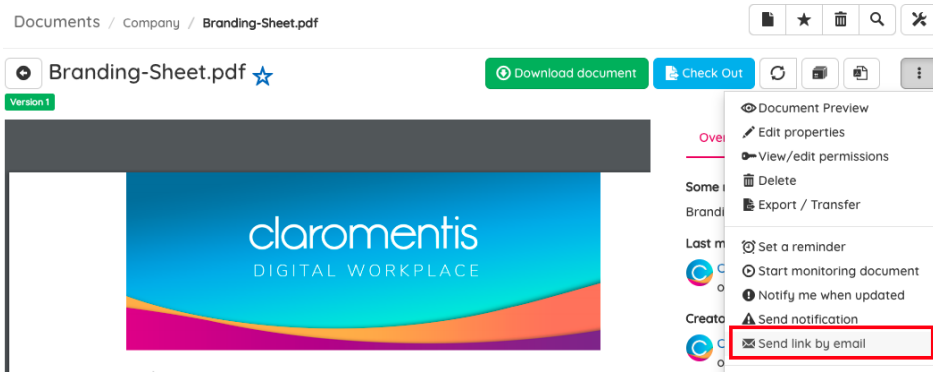 Documents / Company / Branding-Sheet.pdf
Branding-Sheet.pdf
Download document
Check Out
Version 1
Document Preview
Edit properties
View/edit permissions
Delete
Export / Transfer
Set a reminder
Start monitoring document
Notify me when updated
Send notification
Send link by email
Some
Last m
claromentis
DIGITAL WORKPLACE